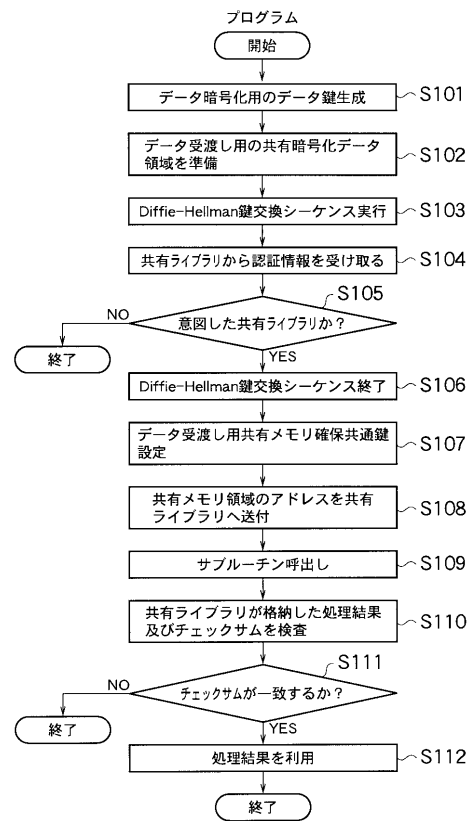 プログラム
開始
データ暗号化用のデータ鍵生成
S101
データ受渡し用の共有暗号化データ
領域を準備
S102
Diffie-Hellman鍵交換シーケンス実行
S103
共有ライブラリから認証情報を受け取る
S104
意図した共有ライブラリか？
S105
NO
終了
YES
Diffie-Hellman鍵交換シーケンス終了
S106
データ受渡し用共有メモリ確保共通鍵
設定
S107
共有メモリ領域のアドレスを共有
ライブラリへ送付
S108
サブルーチン呼出し
S109
共有ライブラリが格納した処理結果
及びチェックサムを検査
S110
チェックサムが一致するか？
S111
NO
終了
YES
処理結果を利用
S112
終了